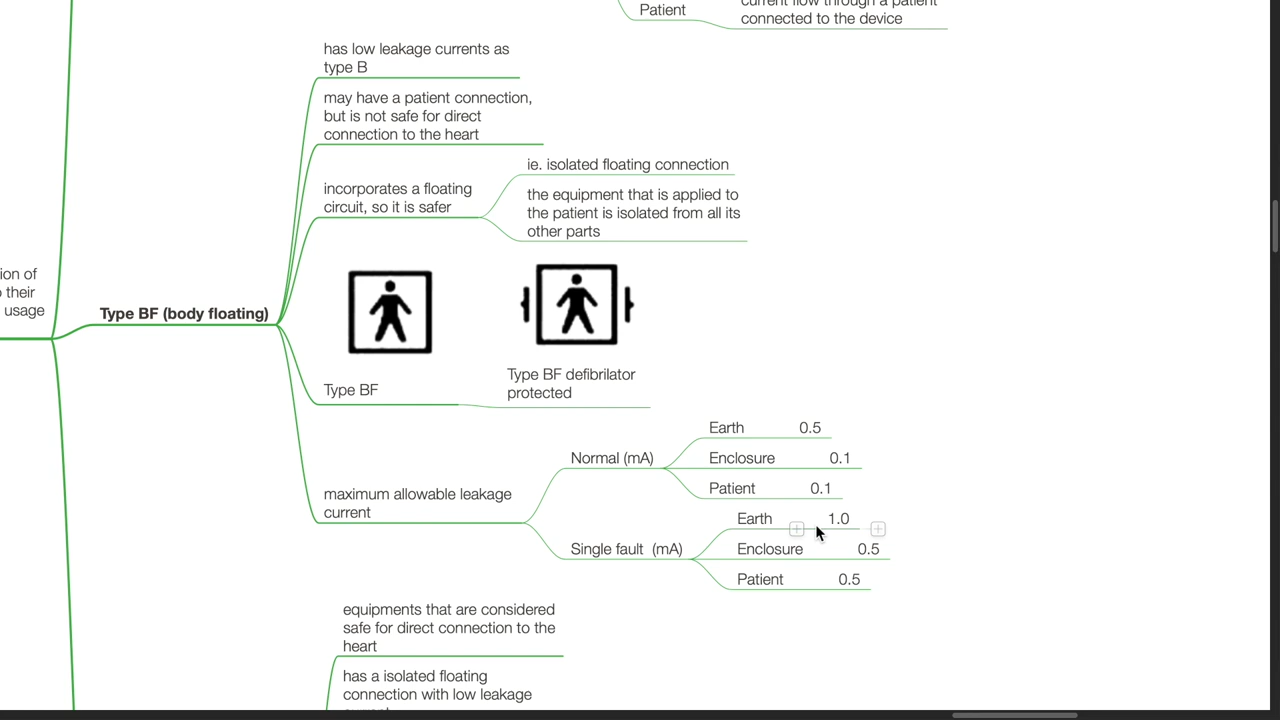 current flow through a patient
Patient
connected to the device
has low leakage currents as
type B
may have a patient connection,
but is not safe for direct
connection to the heart
ie. isolated floating connection
incorporates a floating
circuit, so it is safer
the equipment that is applied to
the patient is isolated from all its
other parts
ion of
their
usage
Type BF (body floating)
Type BF
Type BF defibrilator
protected
maximum allowable leakage
current
Normal (mA)
Earth 0.5
Enclosure 0.1
Patient 0.1
Single fault (mA)
Earth 1.0
Enclosure 0.5
Patient 0.5
equipments that are considered
safe for direct connection to the
heart
has a isolated floating
connection with low leakage